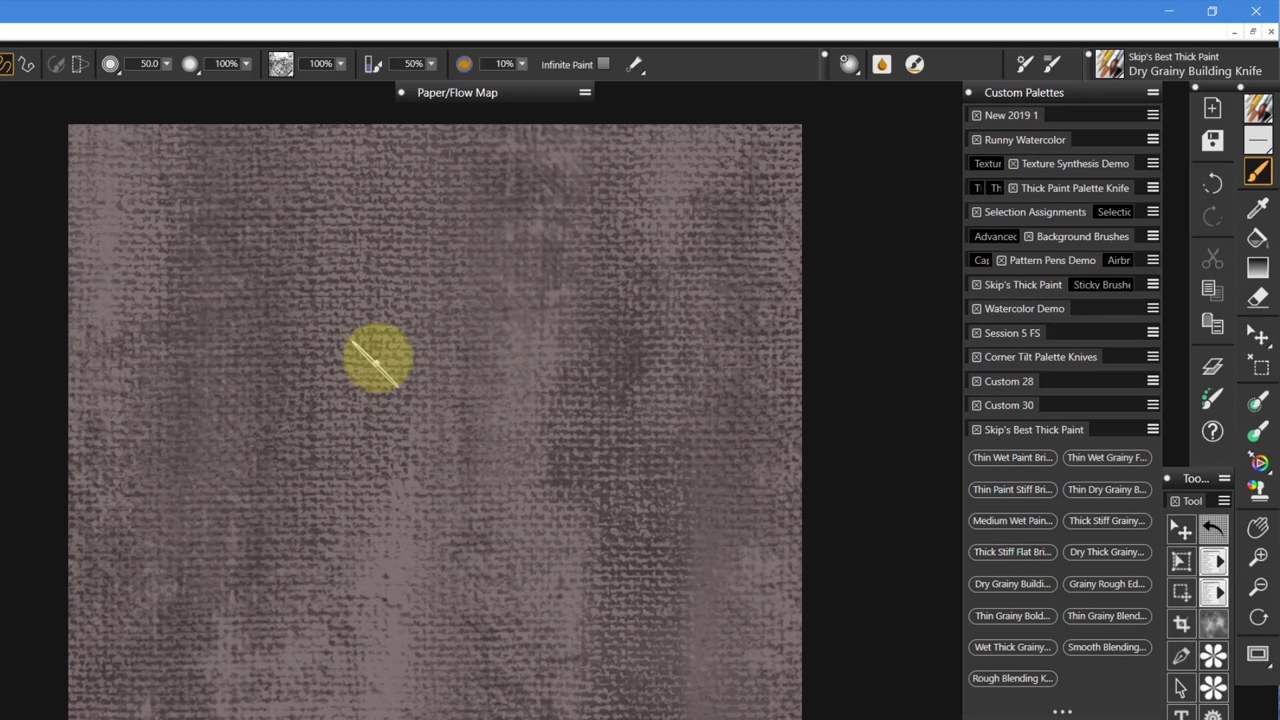 50.0
100%
100%
50%
10%
Infinite Paint
Skip's Best Thick Paint
Dry Grainy Building Knife
Paper/Flow Map
Custom Palettes
New 2019 1
Runny Watercolor
Textur
Texture Synthesis Demo
T
Th
Thick Paint Palette Knife
Selection Assignments
Selectic
Advanced
Background Brushes
Pattern Pens Demo
Airbr
Skip's Thick Paint
Sticky Brushe
Watercolor Demo
Session 5 FS
Corner Tilt Palette Knives
Custom 28
Custom 30
Skip's Best Thick Paint
Thin Wet Paint Bri...
Thin Wet Grainy F...
Thin Paint Stiff Bri...
Thin Dry Grainy B...
Medium Wet Pain...
Thick Stiff Grainy...
Thick Stiff Flat Bri...
Dry Thick Grainy...
Dry Grainy Buildi...
Grainy Rough Ed...
Thin Grainy Bold...
Thin Grainy Blend...
Wet Thick Grainy...
Smooth Blending...
Rough Blending K...
Too...
Tool